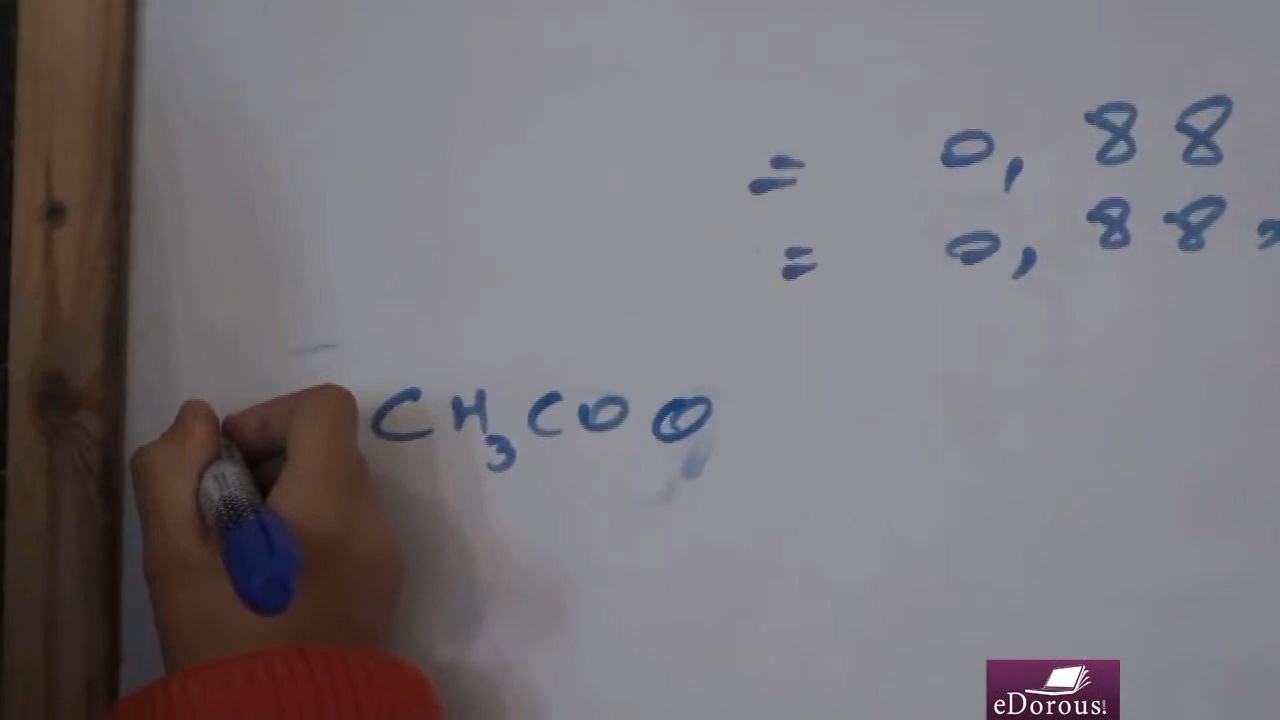 = 0, 88
= 0, 88,
CH₃COO
eDorous!